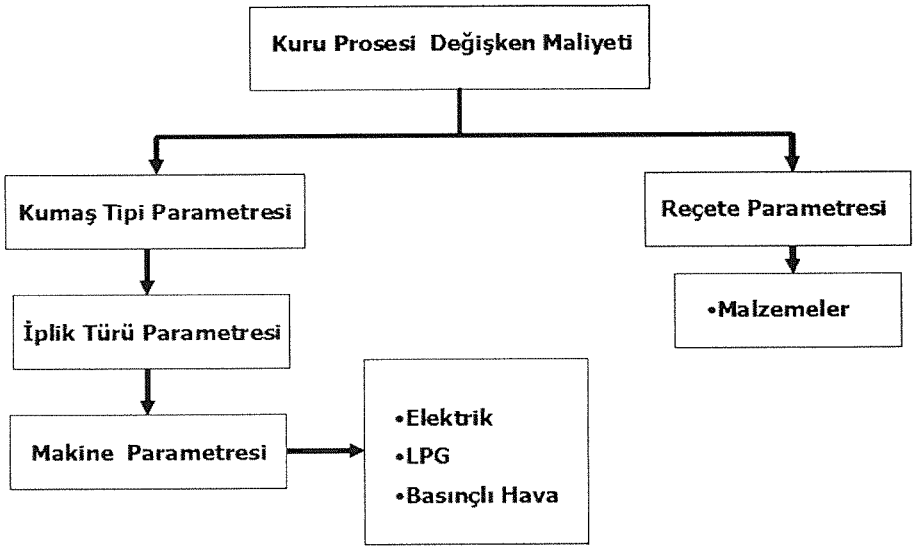 Kuru Prosesi Değişken Maliyeti
Kumaş Tipi Parametresi
Reçete Parametresi
İplik Türü Parametresi
•Malzemeler
Makine Parametresi
•Elektrik
•LPG
•Basınçlı Hava